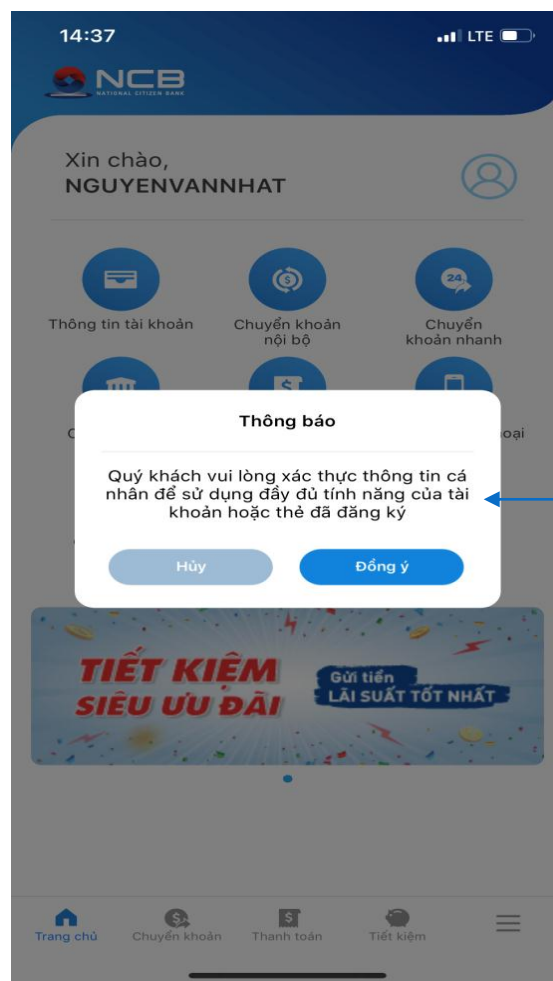 14:37
LTE
NCB
NATIONAL CITIZEN BANK
Xin chào,
NGUYENVANNHAT
24
Thông tin tài khoản
Chuyển khoản
nội bộ
Chuyển
khoản nhanh
Thông báo
Quý khách vui lòng xác thực thông tin cá
nhân để sử dụng đầy đủ tính năng của tài
khoản hoặc thẻ đã đăng ký
Hủy
Đồng ý
TIẾT KIỆM
SIÊU ƯU ĐÃI
Gửi tiền
LÃI SUẤT TỐT NHẤT
Trang chủ
Chuyển khoản
Thanh toán
Tiết kiệm